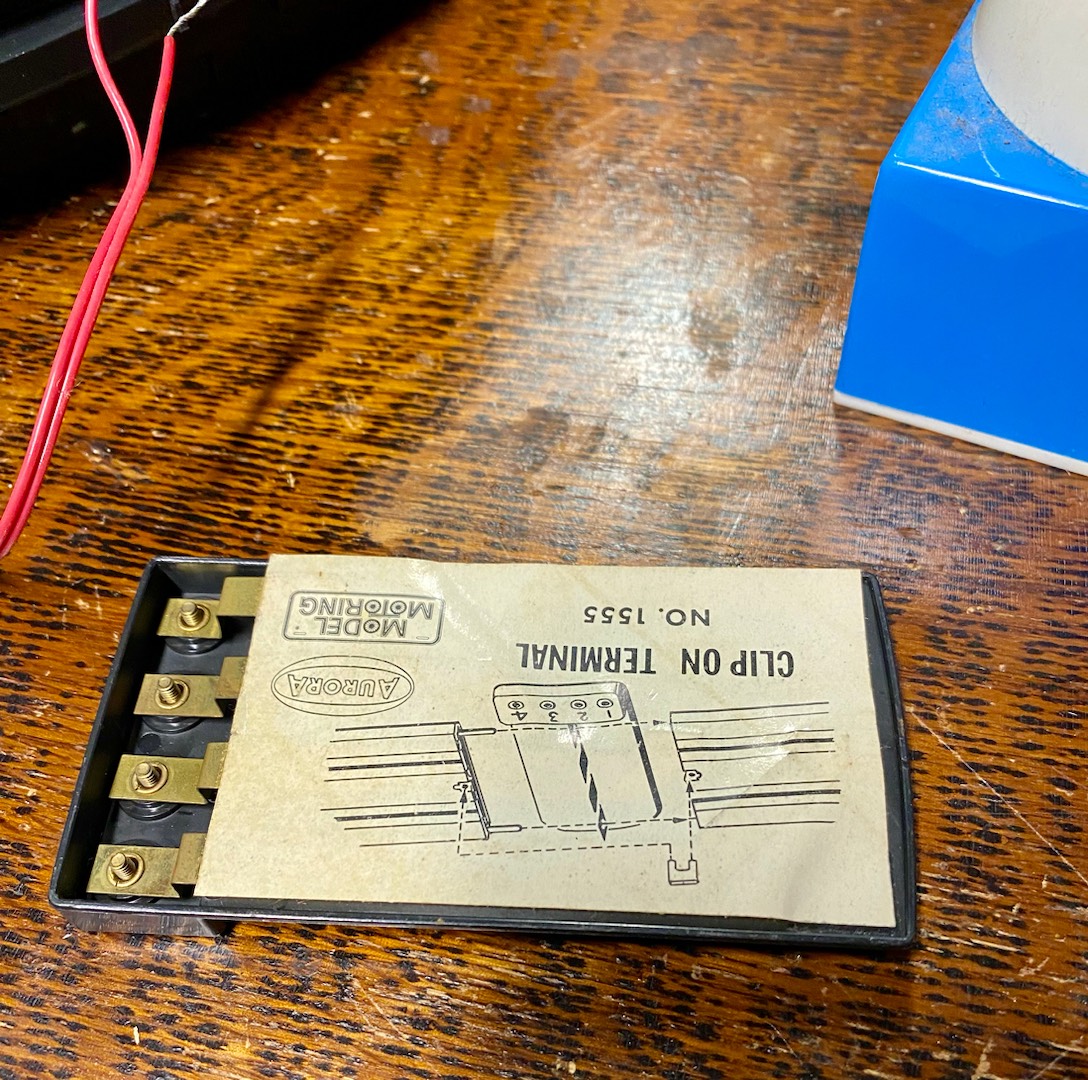 AURORA
MODEL
MOTORING
CLIP ON TERMINAL
NO. 1555
1 2 3 4